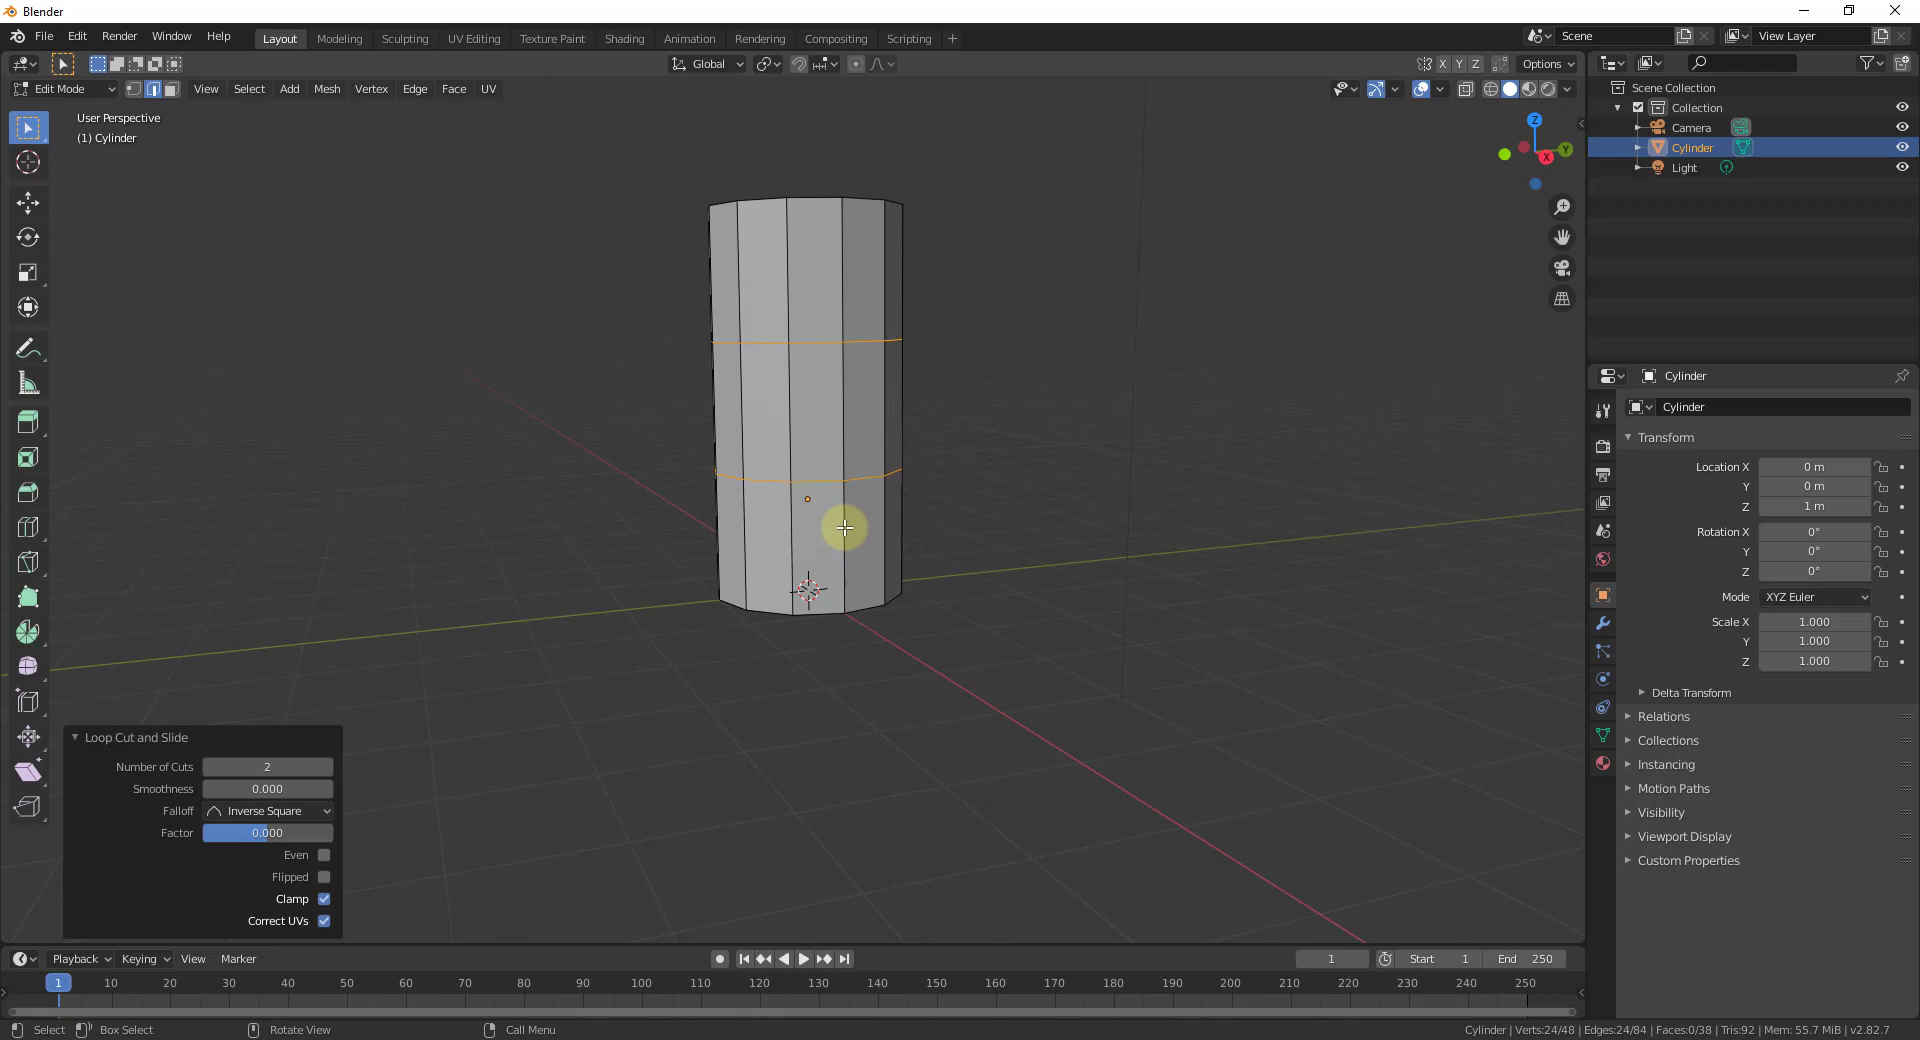 Blender
File Edit Render Window Help
Layout Modeling Sculpting UV Editing Texture Paint Shading Animation Rendering Compositing Scripting
Scene
View Layer
Global
X Y Z
Options
Edit Mode
View Select Add Mesh Vertex Edge Face UV
User Perspective
(1) Cylinder
Z
Y
X
Scene Collection
Collection
Camera
Cylinder
Light
Cylinder
Cylinder
Transform
Location X 0 m
Y 0 m
Z 1 m
Rotation X 0°
Y 0°
Z 0°
Mode XYZ Euler
Scale X 1.000
Y 1.000
Z 1.000
Delta Transform
Relations
Collections
Instancing
Motion Paths
Visibility
Viewport Display
Custom Properties
Loop Cut and Slide
Number of Cuts 2
Smoothness 0.000
Falloff Inverse Square
Factor 0.000
Even
Flipped
Clamp
Correct UVs
Playback Keying View Marker
1 Start 1 End 250
1 10 20 30 40 50 60 70 80 90 100 110 120 130 140 150 160 170 180 190 200 210 220 230 240 250
Select Box Select Rotate View Call Menu
Cylinder | Verts:24/48 | Edges:24/84 | Faces:0/38 | Tris:92 | Mem: 55.7 MiB | v2.82.7